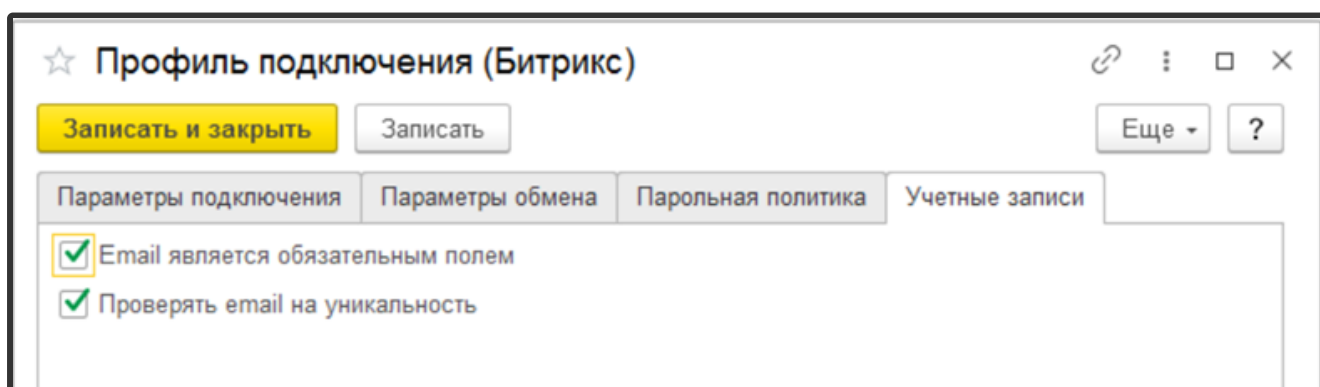 Профиль подключения (Битрикс)
Записать и закрыть Записать Еще ?
Параметры подключения Параметры обмена Парольная политика Учетные записи
Email является обязательным полем
Проверять email на уникальность